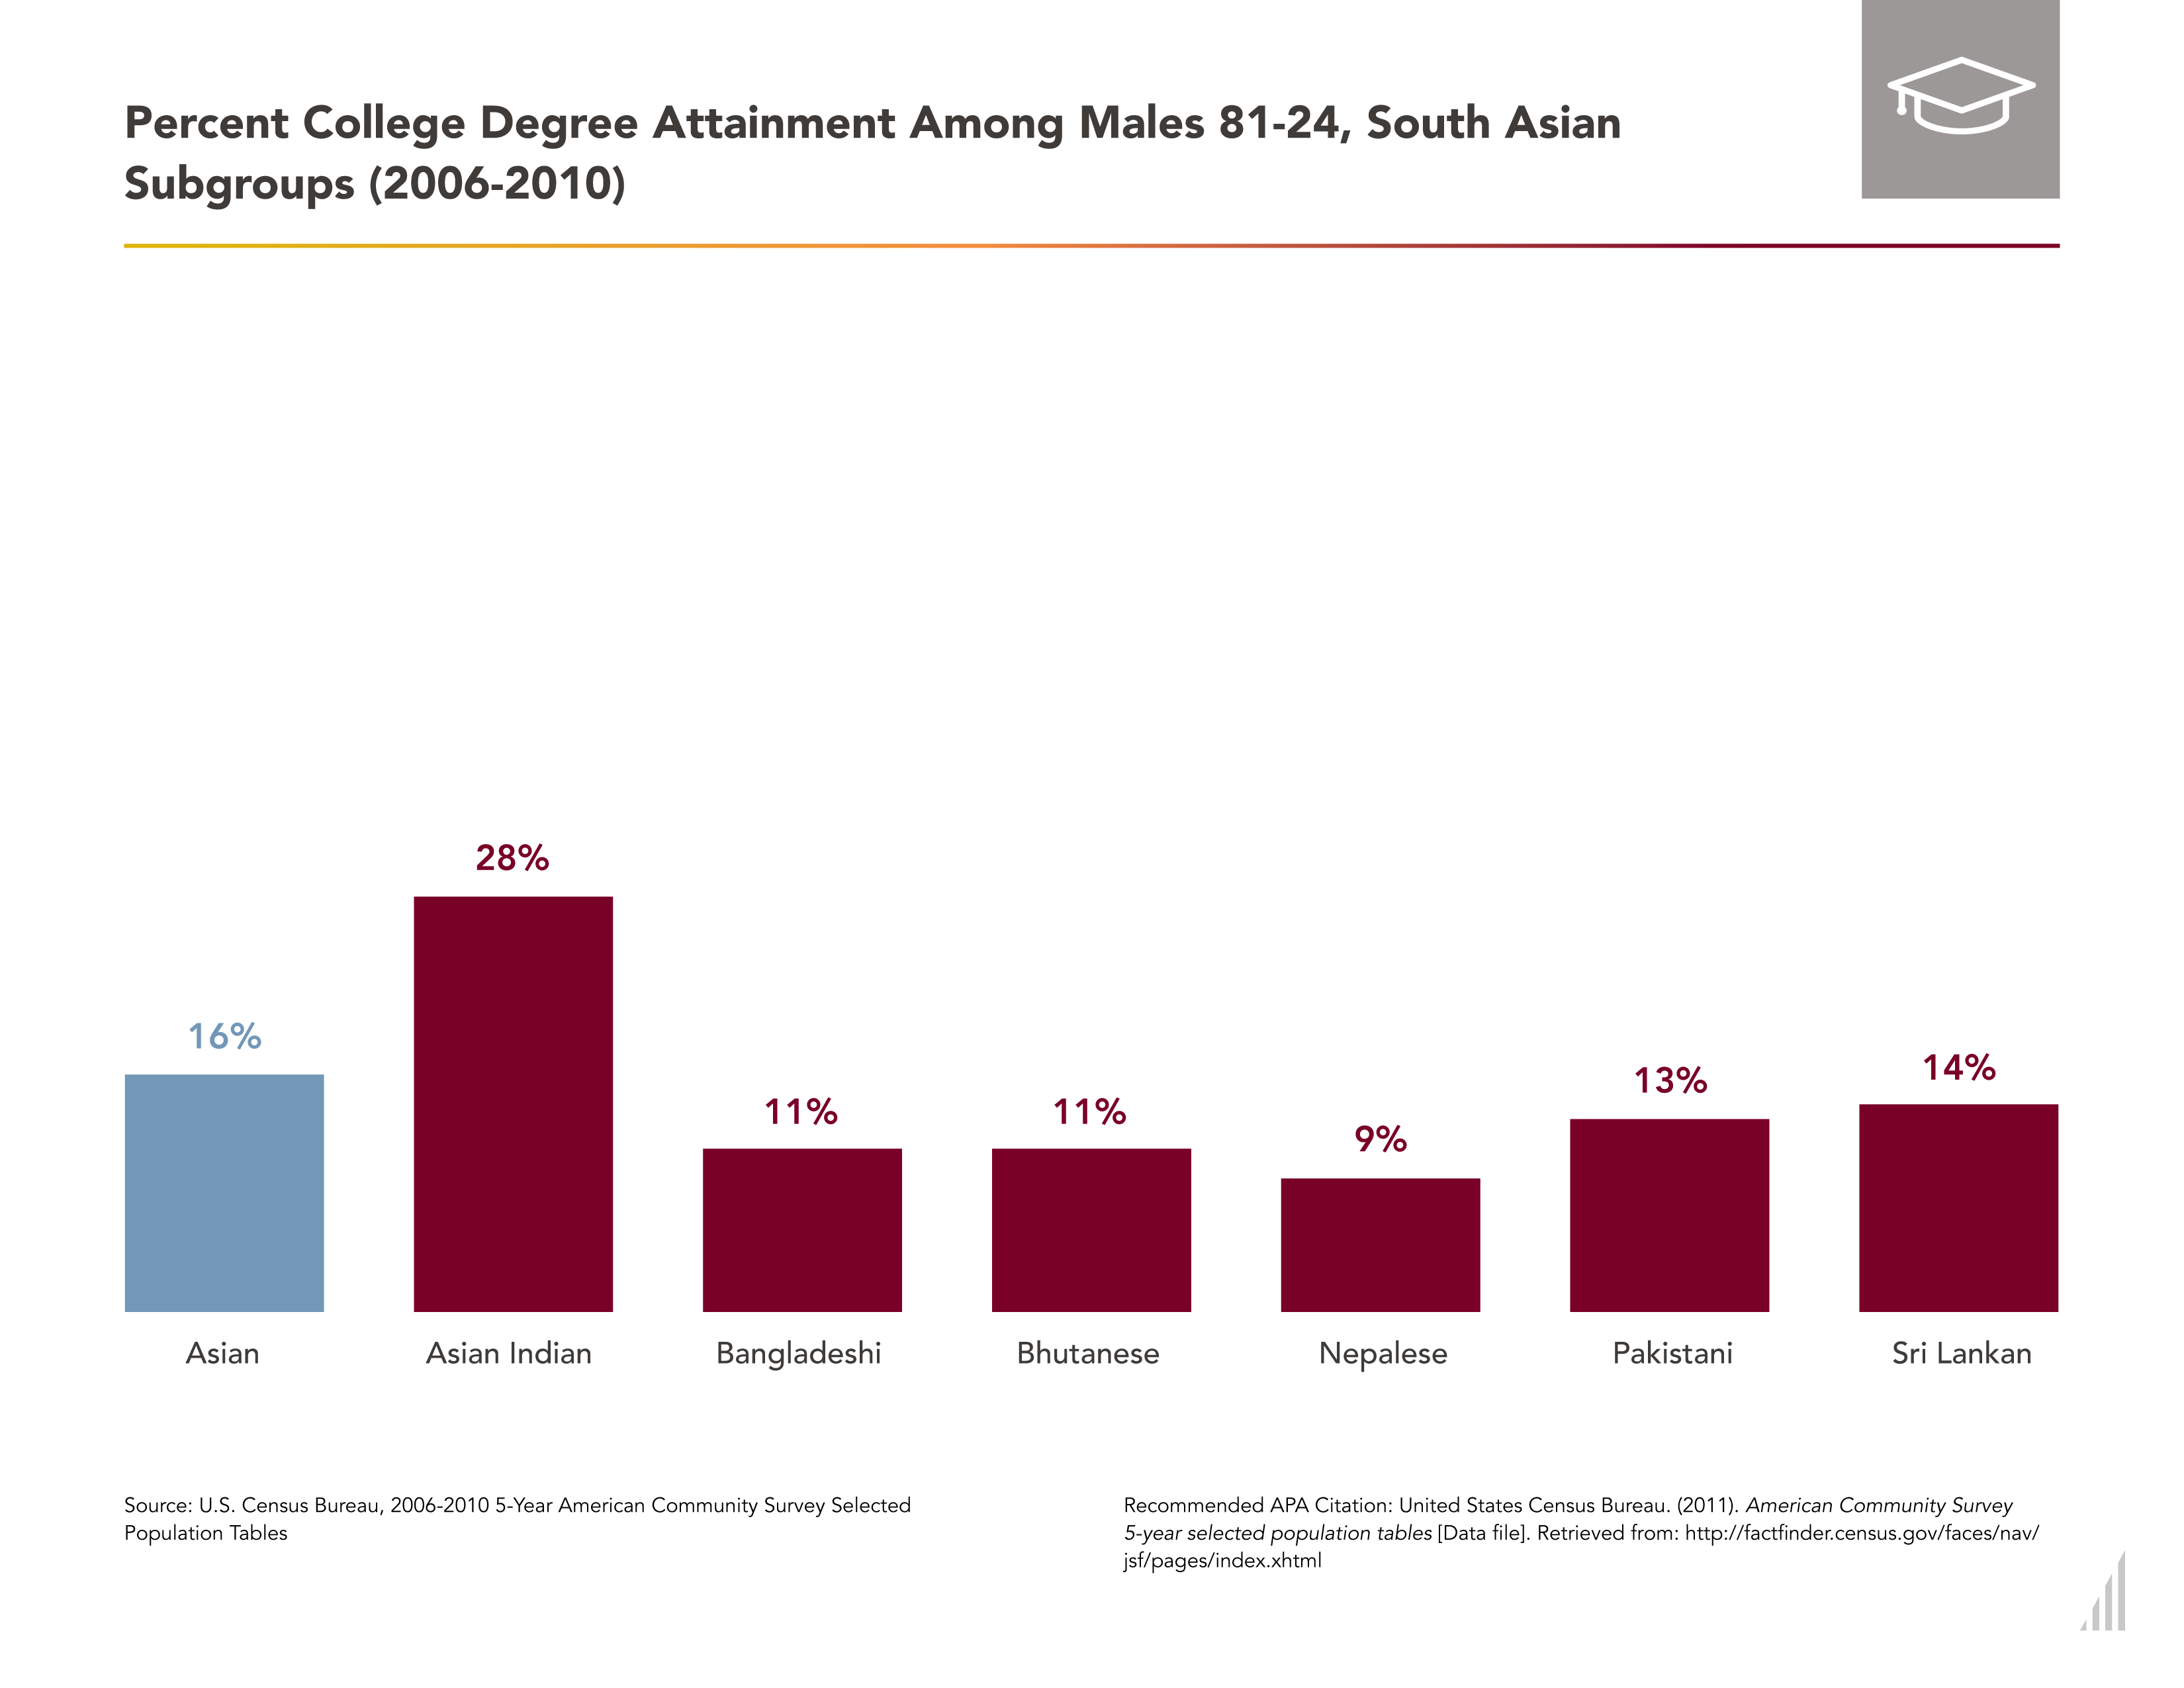 Percent College Degree Attainment Among Males 81-24, South Asian
Subgroups (2006-2010)
28%
16%
11%
11%
9%
13%
14%
Asian
Asian Indian
Bangladeshi
Bhutanese
Nepalese
Pakistani
Sri Lankan
Source: U.S. Census Bureau, 2006-2010 5-Year American Community Survey Selected
Population Tables
Recommended APA Citation: United States Census Bureau. (2011). American Community Survey
5-year selected population tables [Data file]. Retrieved from: http://factfinder.census.gov/faces/nav/
jsf/pages/index.xhtml